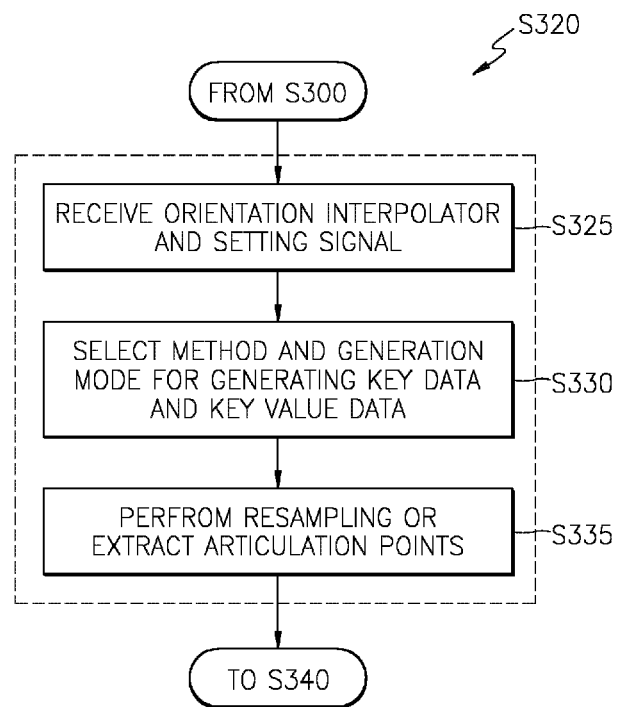 S320
FROM S300
RECEIVE ORIENTATION INTERPOLATOR
AND SETTING SIGNAL
S325
SELECT METHOD AND GENERATION
MODE FOR GENERATING KEY DATA
AND KEY VALUE DATA
S330
PERFROM RESAMPLING OR
EXTRACT ARTICULATION POINTS
S335
TO S340